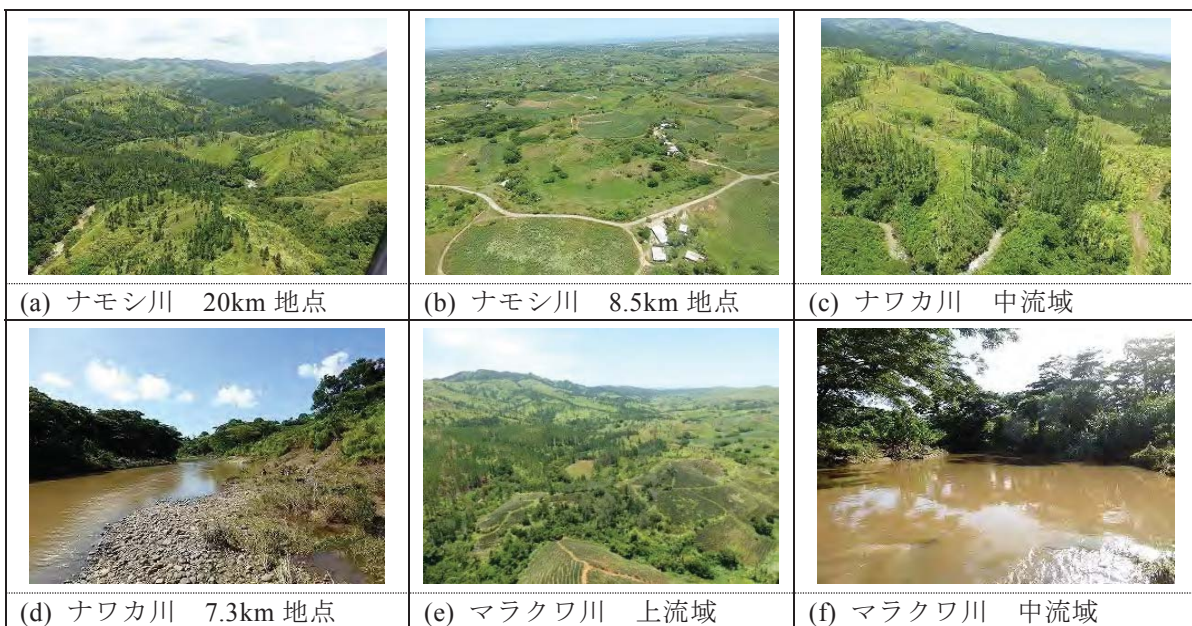 (a) ナモシ川　20km 地点
(b) ナモシ川　8.5km 地点
(c) ナワカ川　中流域
(d) ナワカ川　7.3km 地点
(e) マラクワ川　上流域
(f) マラクワ川　中流域